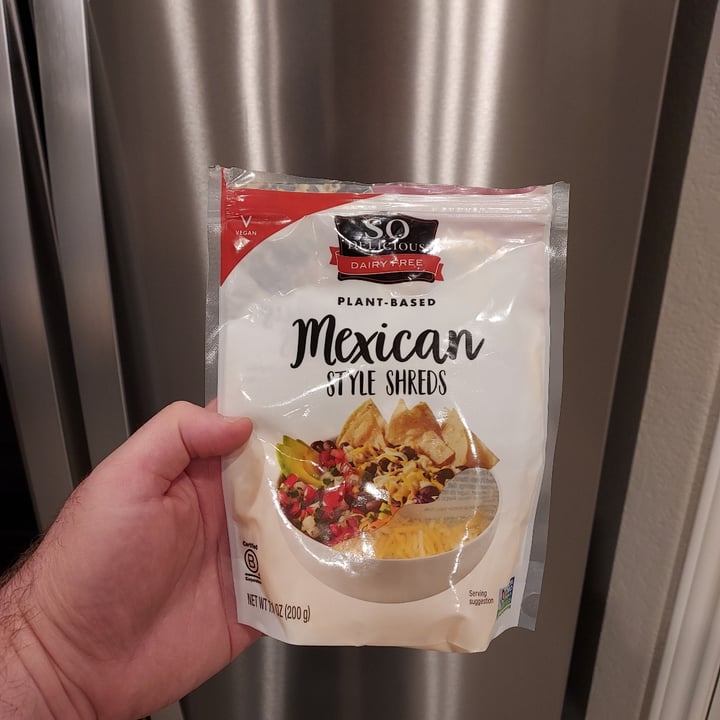 V
VEGAN
SO
DELICIOUS
DAIRY FREE
PLANT-BASED
Mexican
STYLE SHREDS
Certified
B
Serving
suggestion
NET WT OZ (200 g)